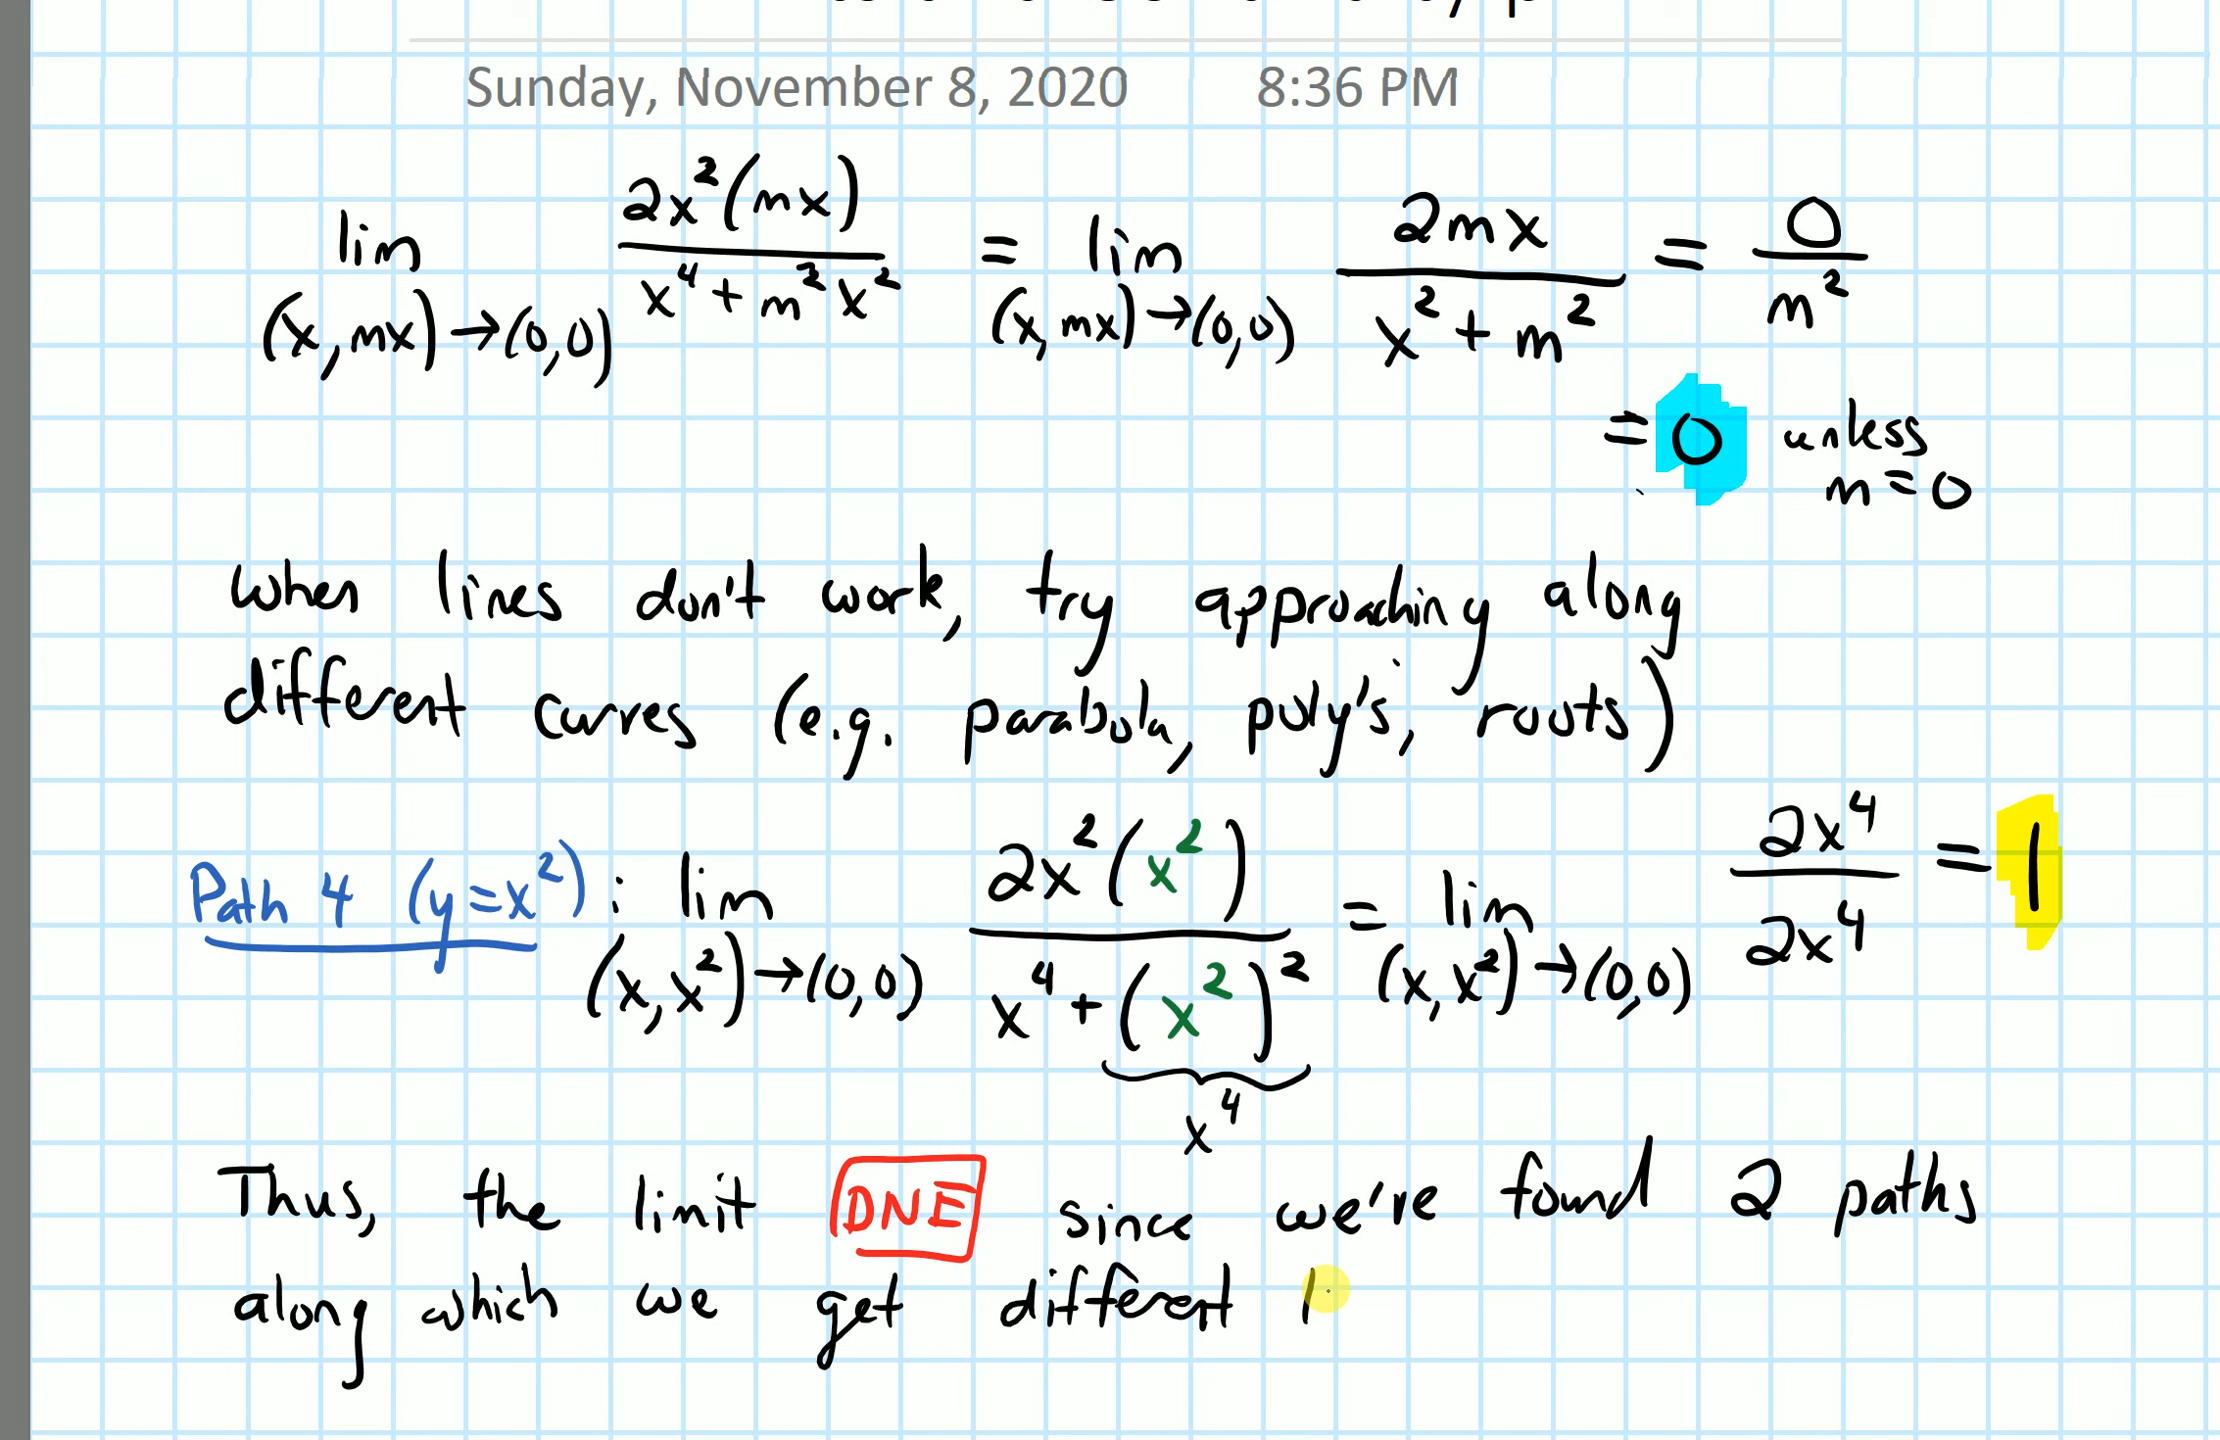 Sunday, November 8, 2020 8:36 PM
lim (x, mx)→(0,0) 2x²(mx) / x⁴ + m²x² = lim (x, mx)→(0,0) 2mx / x² + m² = 0 / m²
= 0 unless
m = 0
When lines don't work, try approaching along
different curves (e.g. parabola, poly's, roots)
Path 4 (y=x²) : lim (x, x²)→(0,0) 2x²(x²) / x⁴ + (x²)² = lim (x, x²)→(0,0) 2x⁴ / 2x⁴ = 1
x⁴
Thus, the limit DNE since we're found 2 paths
along which we get different l